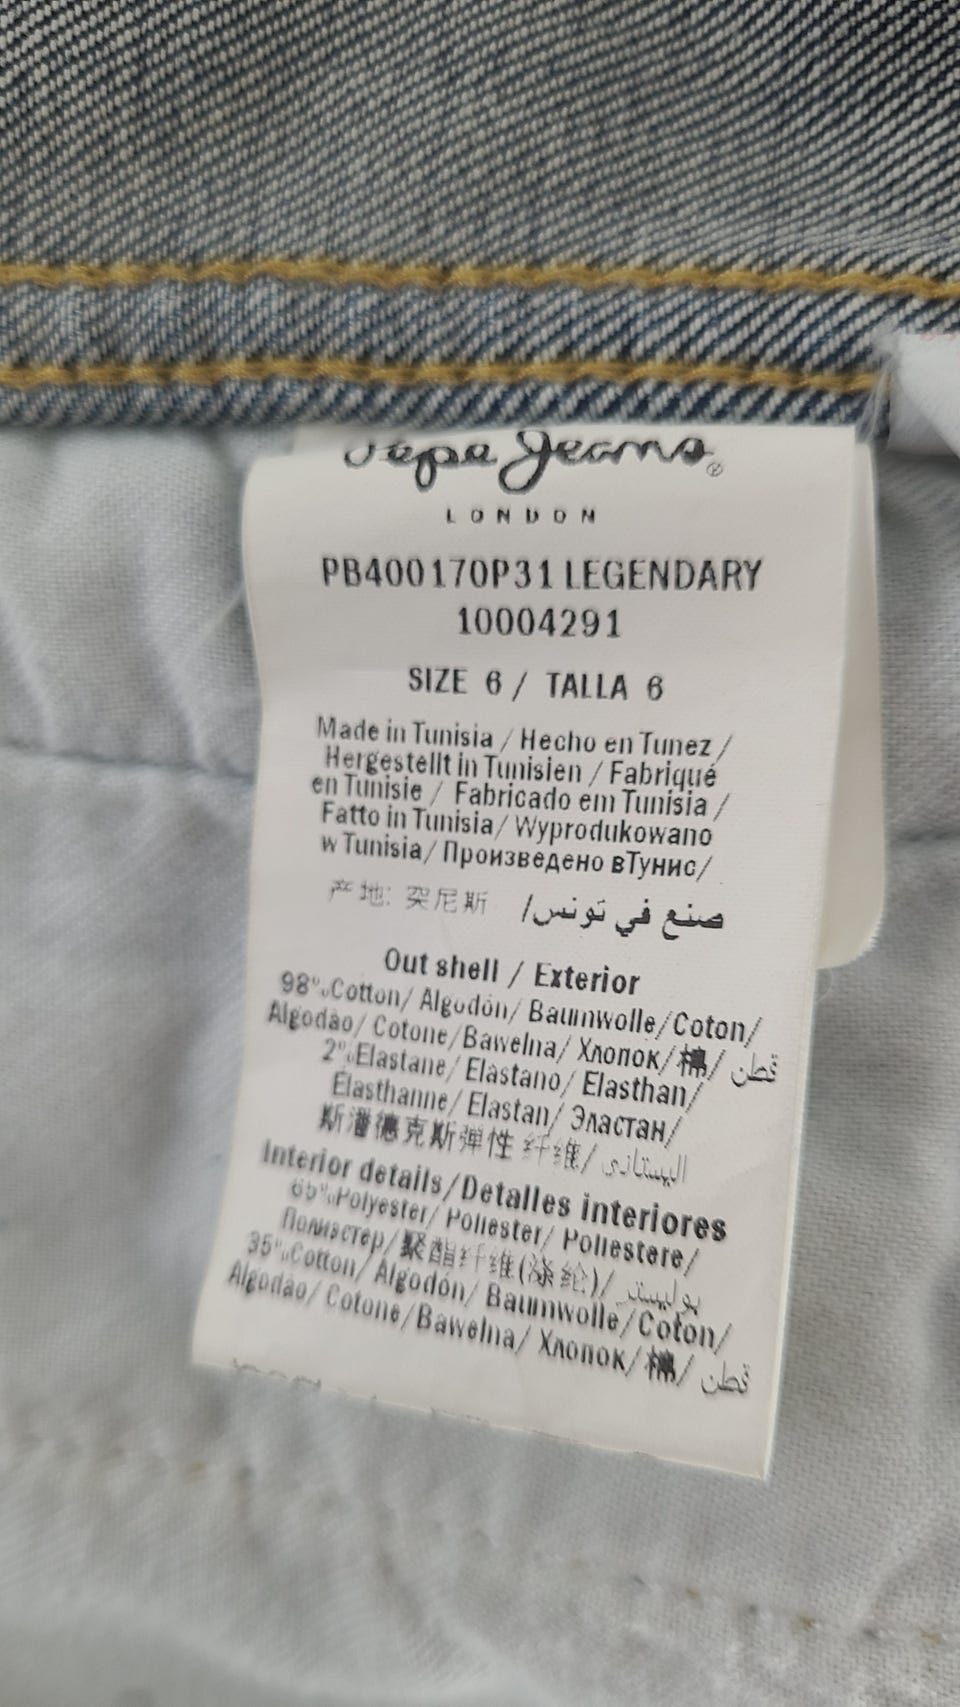 Pepe Jeans®
LONDON
PB400170P31 LEGENDARY
10004291
SIZE 6 / TALLA 6
Made in Tunisia / Hecho en Tunez /
Hergestellt in Tunisien / Fabriqué
en Tunisie / Fabricado em Tunisia /
Fatto in Tunisia / Wyprodukowano
w Tunisia / Произведено вТунис/
产地: 突尼斯 صنع في تونس/
Out shell / Exterior
98%Cotton/ Algodón/ Baumwolle/Coton/
Algodão/ Cotone/Bawełna/ Хлопок/棉/ قطن
2%Elastane/ Elastano/ Elasthan/
Élasthanne/ Elastan/ Эластан/
斯潘德克斯弹性纤维/
Interior details/Detalles interiores
65%Polyester/ Poliester/ Poliestere/
Полиэстер/聚酯纤维(涤纶)/ بوليستر
35%Cotton/ Algodón/ Baumwolle/Coton/
Algodão/ Cotone/Bawełna/ Хлопок/棉/ قطن